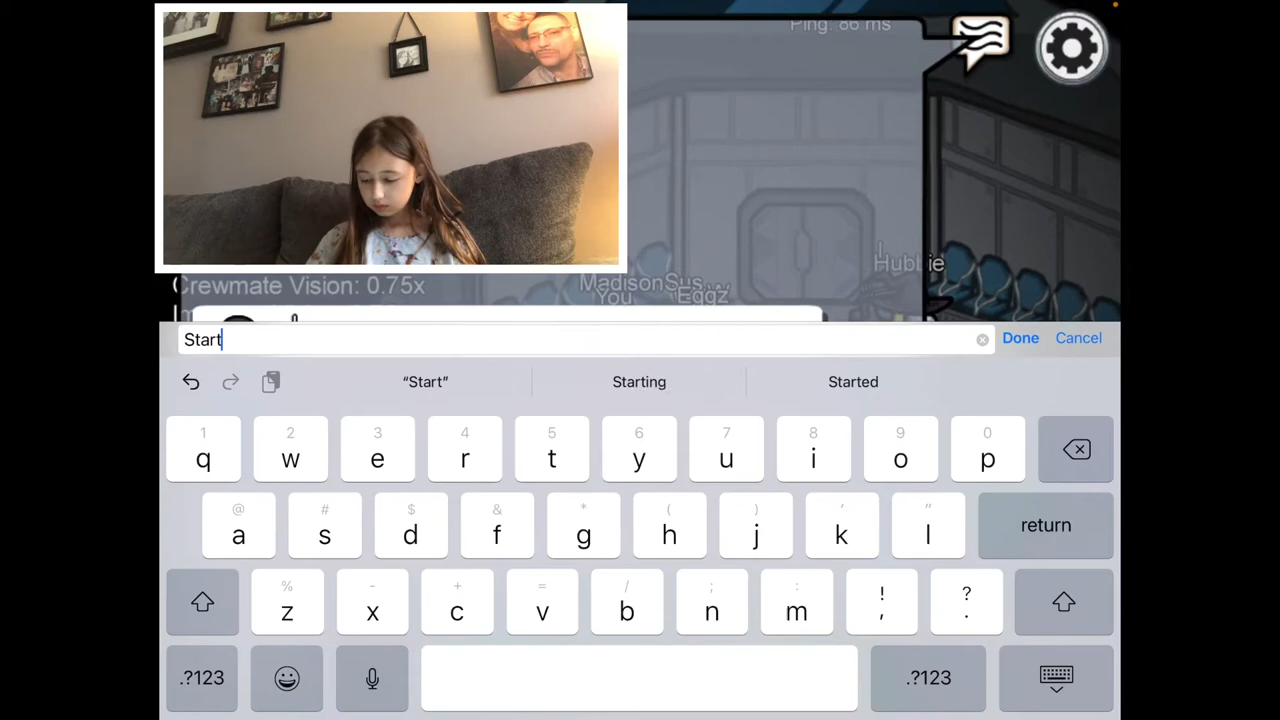 Ping: 86 ms
Hubbie
Crewmate Vision: 0.75x
MadisonSus
You Eggz
Start
Done Cancel
“Start” Starting Started
1 2 3 4 5 6 7 8 9 0
q w e r t y u i o p
@ # $ & * ( ) ' "
a s d f g h j k l return
% - + = / ; : ! ?
z x c v b n m , .
.?123 .?123